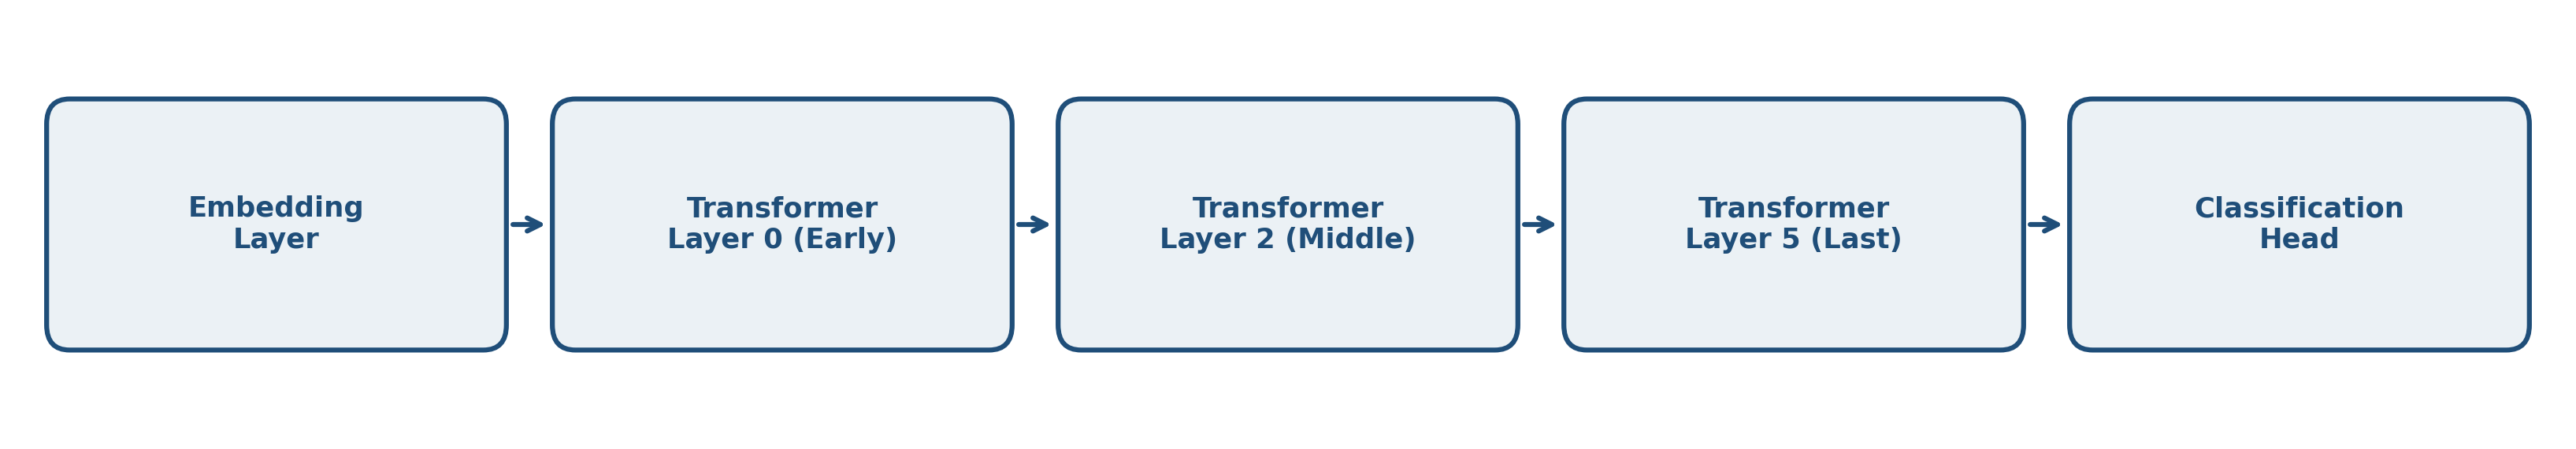 Embedding
Layer
Transformer
Layer 0 (Early)
Transformer
Layer 2 (Middle)
Transformer
Layer 5 (Last)
Classification
Head